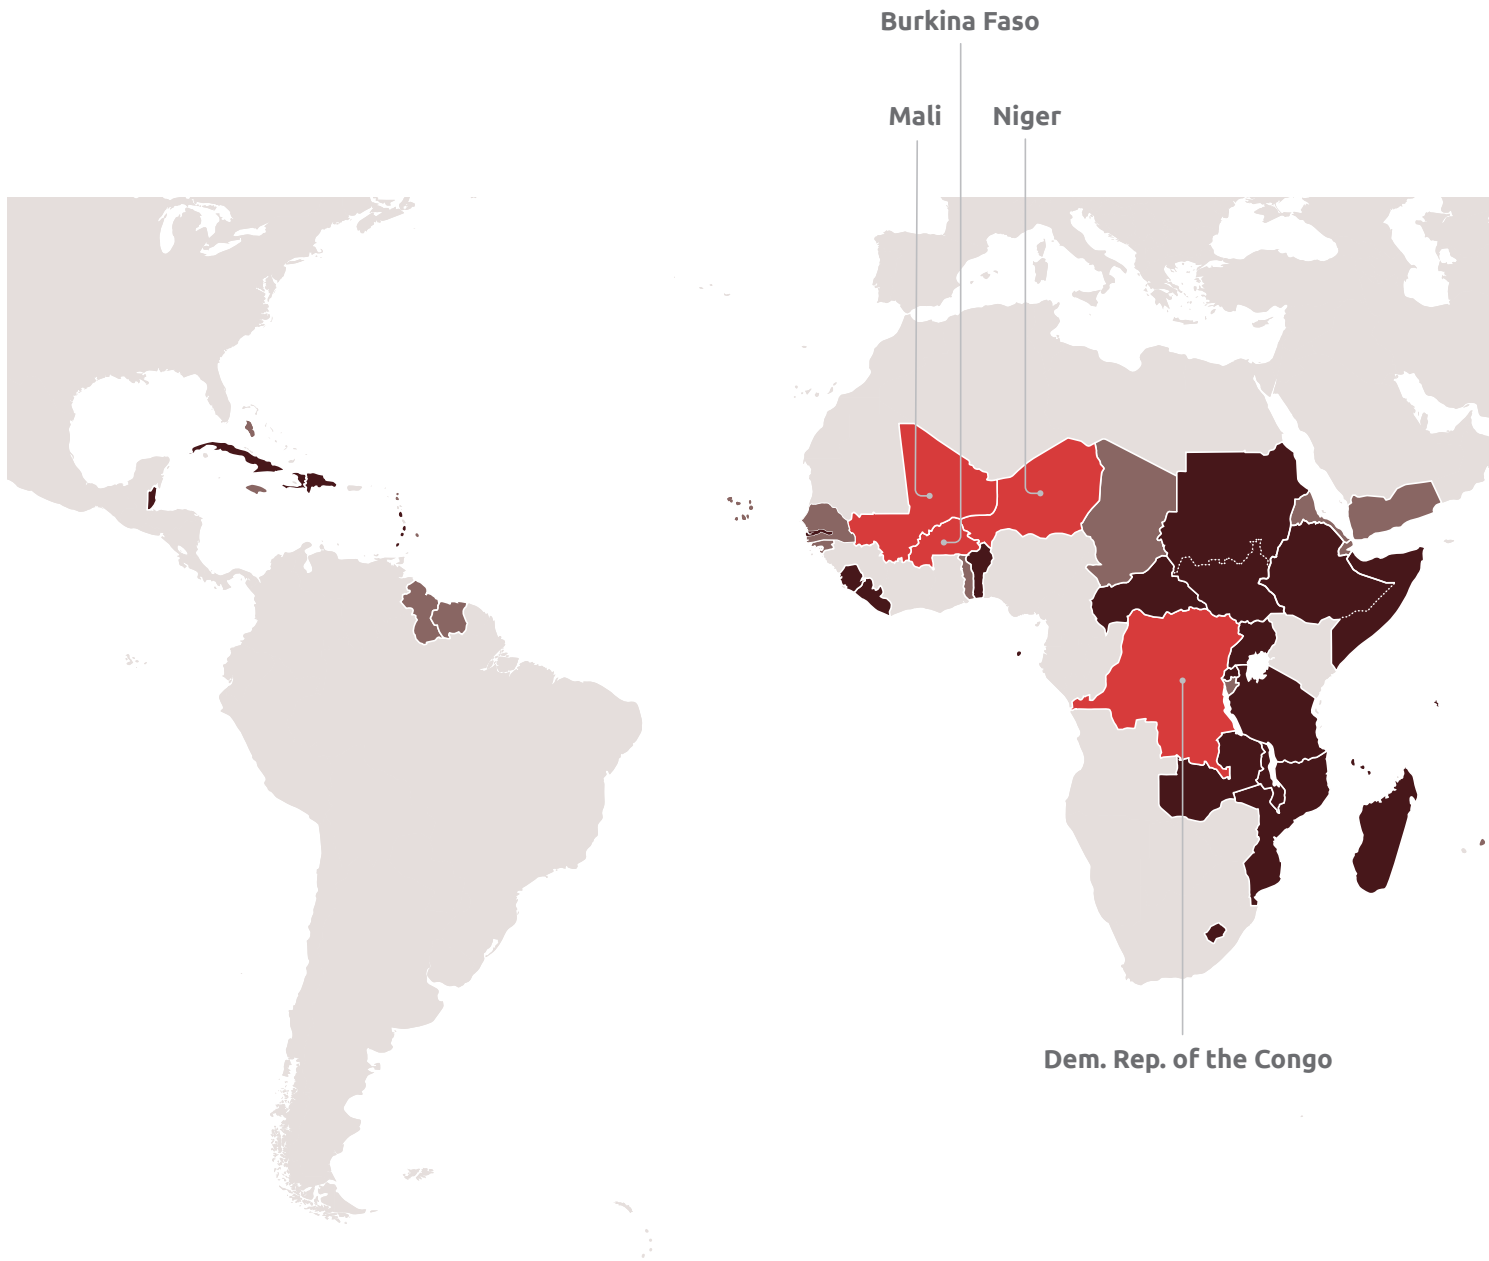 Burkina Faso
Mali
Niger
Dem. Rep. of the Congo